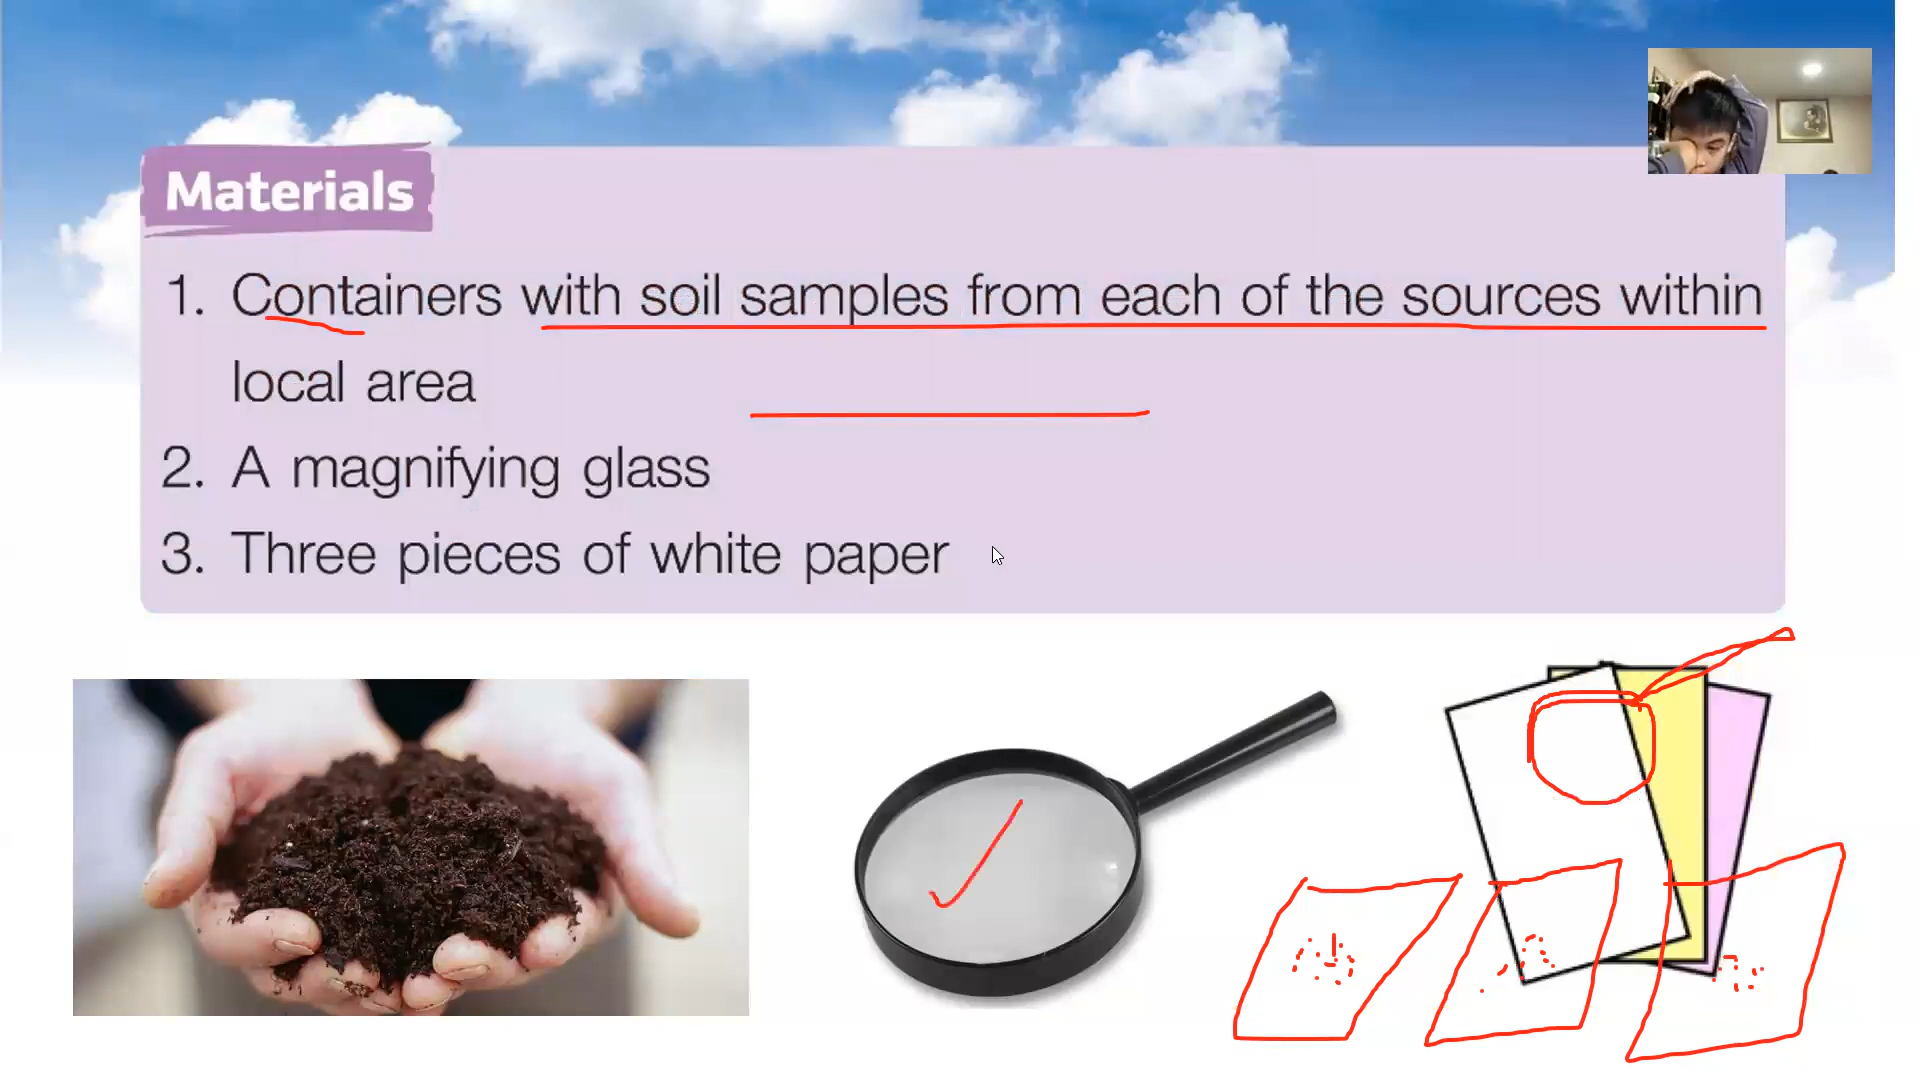 Materials
1. Containers with soil samples from each of the sources within
local area
2. A magnifying glass
3. Three pieces of white paper